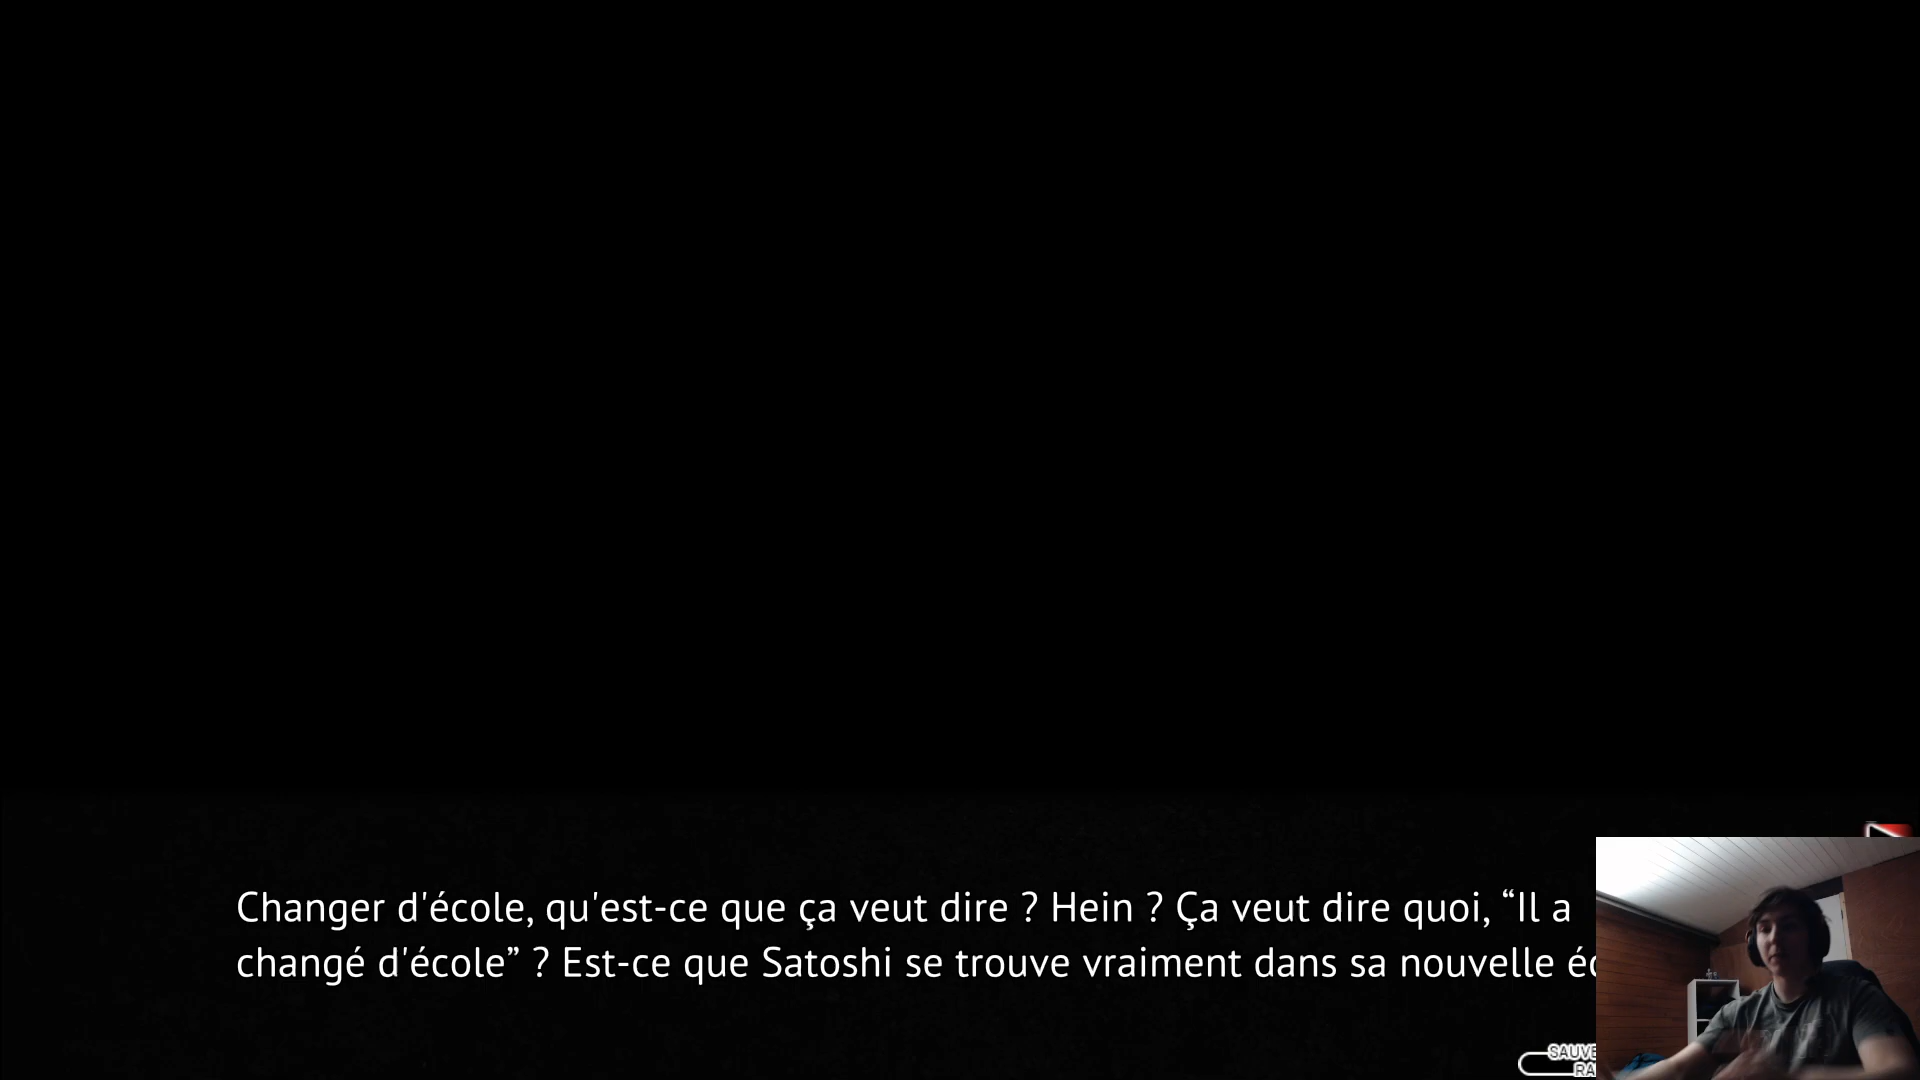 Changer d'école, qu'est-ce que ça veut dire ? Hein ? Ça veut dire quoi, “Il a
changé d'école” ? Est-ce que Satoshi se trouve vraiment dans sa nouvelle